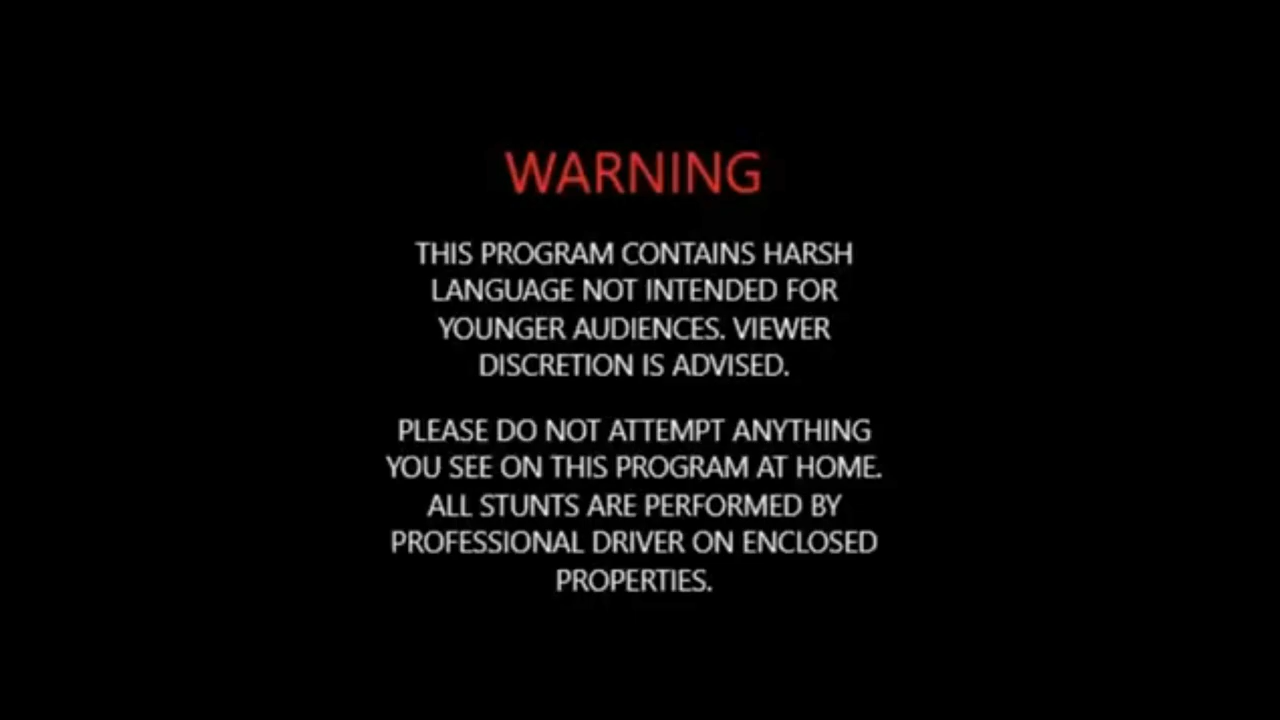 WARNING
THIS PROGRAM CONTAINS HARSH
LANGUAGE NOT INTENDED FOR
YOUNGER AUDIENCES. VIEWER
DISCRETION IS ADVISED.
PLEASE DO NOT ATTEMPT ANYTHING
YOU SEE ON THIS PROGRAM AT HOME.
ALL STUNTS ARE PERFORMED BY
PROFESSIONAL DRIVER ON ENCLOSED
PROPERTIES.